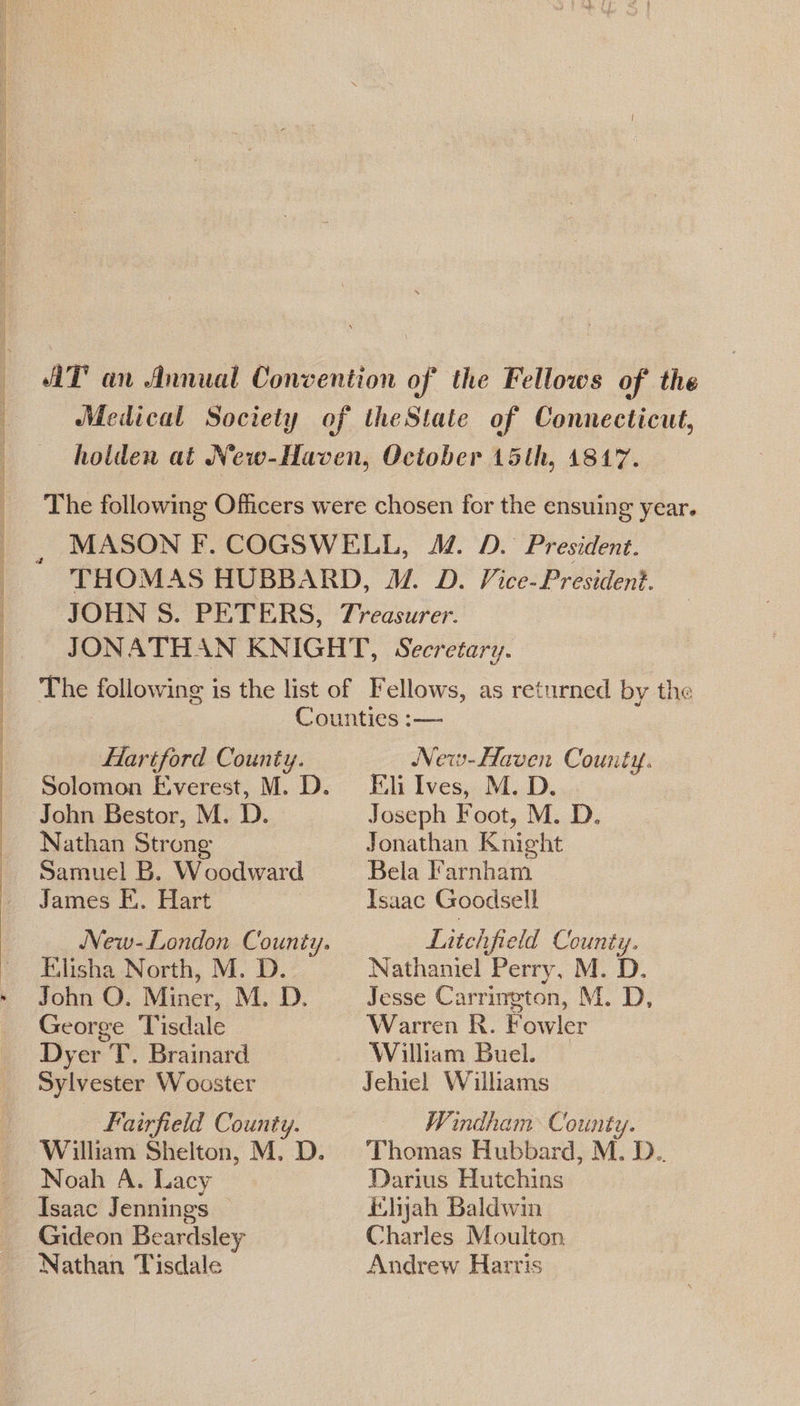 AT an Annual Convention of the Fellows of the
Medical Society of theState of Connecticut,
holden at New-Haven, October 15th, 1817.
The following Officers were chosen for the ensuing year.
MASON F. COGSWELL, M. D. President.
THOMAS HUBBARD, M. D. Vice-President.
JOHN S. PETERS, Treasurer.
JONATHAN KNIGHT, Secretary.
The following is the list of Fellows, as returned by the
Counties :—
Hartford County.
Solomon Everest, M. D.
John Bestor, M. D.
Nathan Strong
Samuel B. Woodward
James E. Hart
New-London County.
Elisha North, M. D.
John O. Miner, M. D.
George Tisdale
Dyer T. Brainard
Sylvester Wooster
Fairfield County.
William Shelton, M. D.
Noah A. Lacy
Isaac Jennings
Gideon Beardsley
Nathan Tisdale
New-Haven County.
Eli Ives, M. D.
Joseph Foot, M. D.
Jonathan Knight
Bela Farnham
Isaac Goodsell
Litchfield County.
Nathaniel Perry, M. D.
Jesse Carrington, M. D,
Warren R. Fowler
William Buel.
Jehiel Williams
Windham County.
Thomas Hubbard, M. D.
Darius Hutchins
Elijah Baldwin
Charles Moulton
Andrew Harris